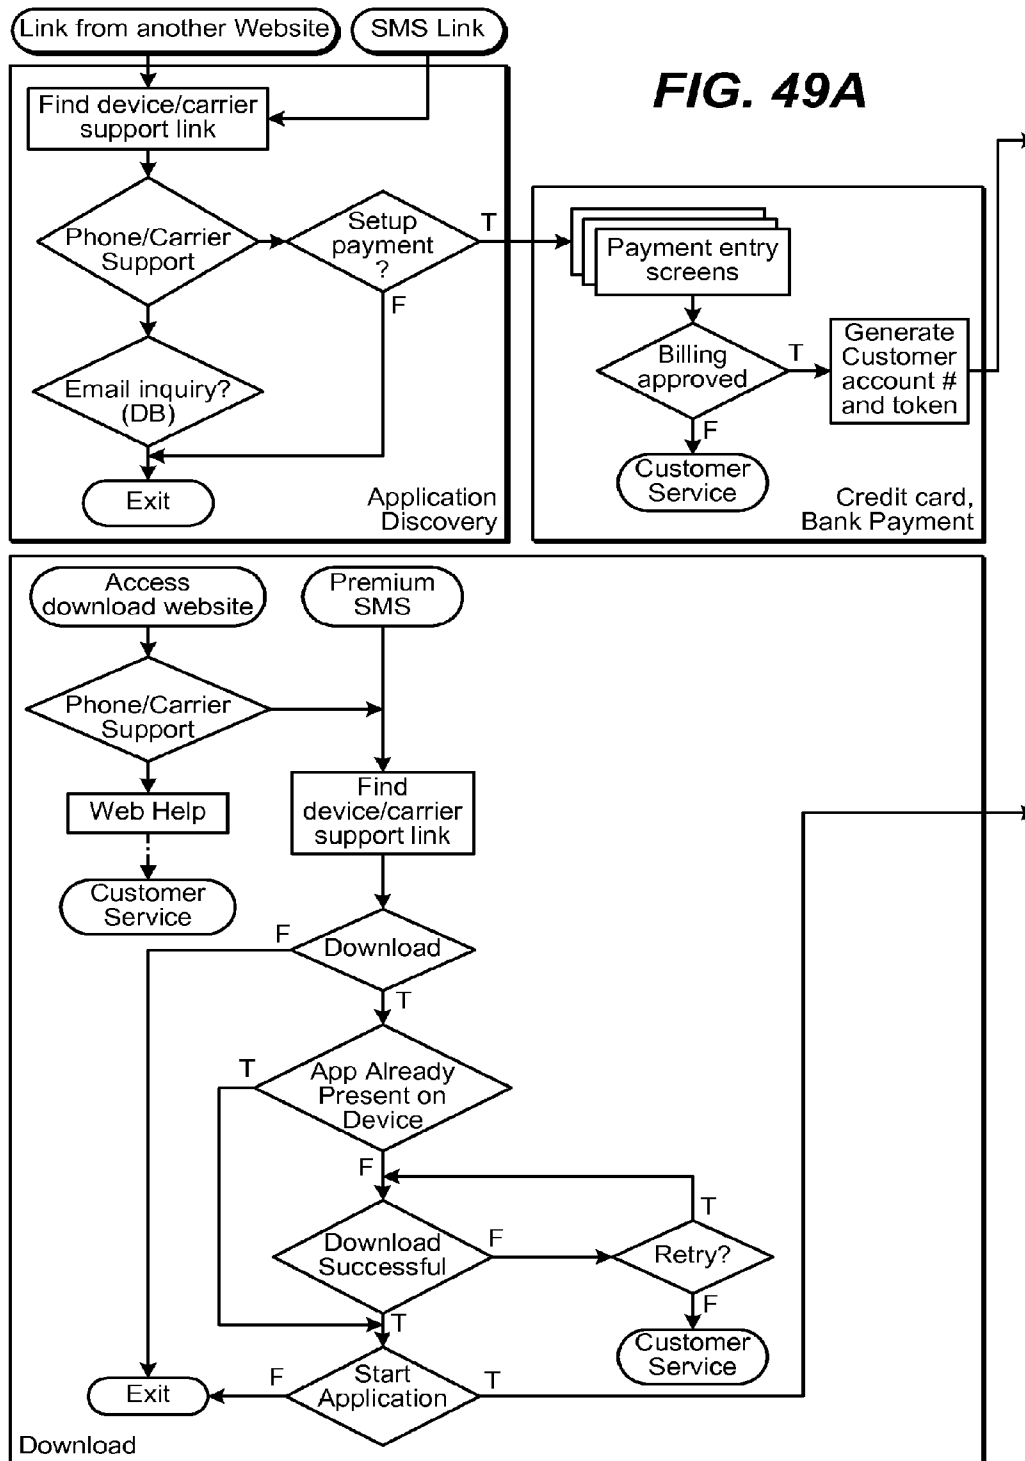 Link from another Website
SMS Link
FIG. 49A
Find device/carrier
support link
Phone/Carrier
Support
Setup
payment
?
T
F
Email inquiry?
(DB)
Exit
Application
Discovery
Payment entry
screens
Billing
approved
T
F
Generate
Customer
account #
and token
Customer
Service
Credit card,
Bank Payment
Access
download website
Premium
SMS
Phone/Carrier
Support
Web Help
Customer
Service
Find
device/carrier
support link
F
Download
T
T
App Already
Present on
Device
F
Download
Successful
F
T
Retry?
T
F
Customer
Service
Start
Application
F
T
Exit
Download